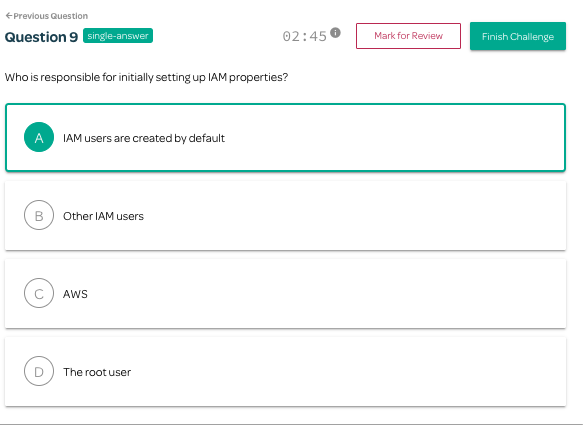 ← Previous Question
Question 9 single-answer 02:45 i Mark for Review Finish Challenge
Who is responsible for initially setting up IAM properties?
A IAM users are created by default
B Other IAM users
C AWS
D The root user